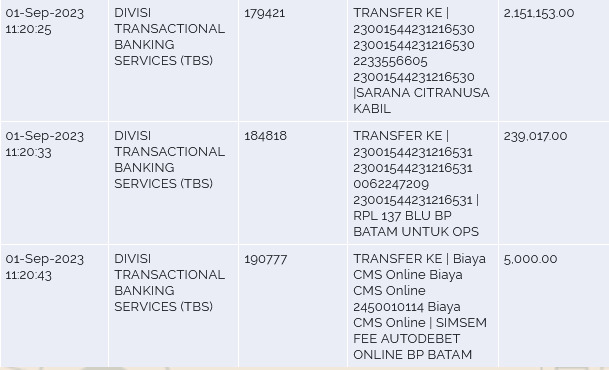 01-Sep-2023
11:20:25
DIVISI
TRANSACTIONAL
BANKING
SERVICES (TBS)
179421
TRANSFER KE |
23001544231216530
23001544231216530
2233556605
23001544231216530
|SARANA CITRANUSA
KABIL
2,151,153.00
01-Sep-2023
11:20:33
DIVISI
TRANSACTIONAL
BANKING
SERVICES (TBS)
184818
TRANSFER KE |
23001544231216531
23001544231216531
0062247209
23001544231216531 |
RPL 137 BLU BP
BATAM UNTUK OPS
239,017.00
01-Sep-2023
11:20:43
DIVISI
TRANSACTIONAL
BANKING
SERVICES (TBS)
190777
TRANSFER KE | Biaya
CMS Online Biaya
CMS Online
2450010114 Biaya
CMS Online | SIMSEM
FEE AUTODEBET
ONLINE BP BATAM
5,000.00